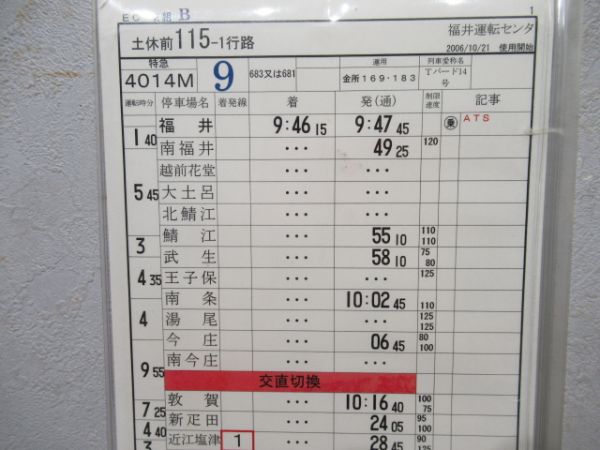 B 1
土休前115-1行路 福井運転センタ
2006/10/21 使用開始
特急 運用 列車愛称名
4014M 9 683又は681 金所169・183 Tバード14号
運転時分 停車場名 着発線 着 発(通) 制限速度 記事
福井 9:46 15 9:47 45 乗 ATS
1 40
南福井 ・・・ 49 25 120
越前花堂 ・・・
5 45 大土呂 ・・・
北鯖江 ・・・
鯖江 ・・・ 55 10 110 110
3
武生 ・・・ 58 10 75 80
4 35 王子保 ・・・ 125
南条 ・・・ 10:02 45 110
4 湯尾 ・・・ 125 125
今庄 ・・・ 06 45 80 100
9 55 南今庄 ・・・
交直切換
敦賀 ・・・ 10:16 40 100 75
7 25
新疋田 ・・・ 24 05 95 100
4 40
近江塩津 1 ・・・ 28 45 90
3